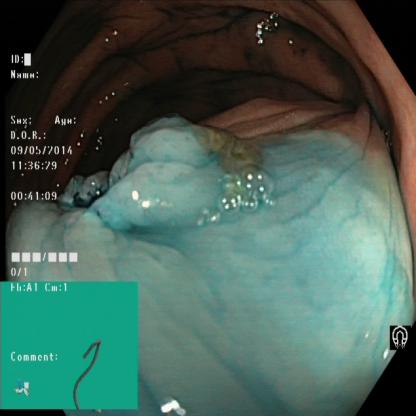 ID:
Name:
Sex: Age:
D.O.B.:
09/05/2014
11:36:29
00:41:09
/
0/1
Eh:A1 Cm:1
Comment: